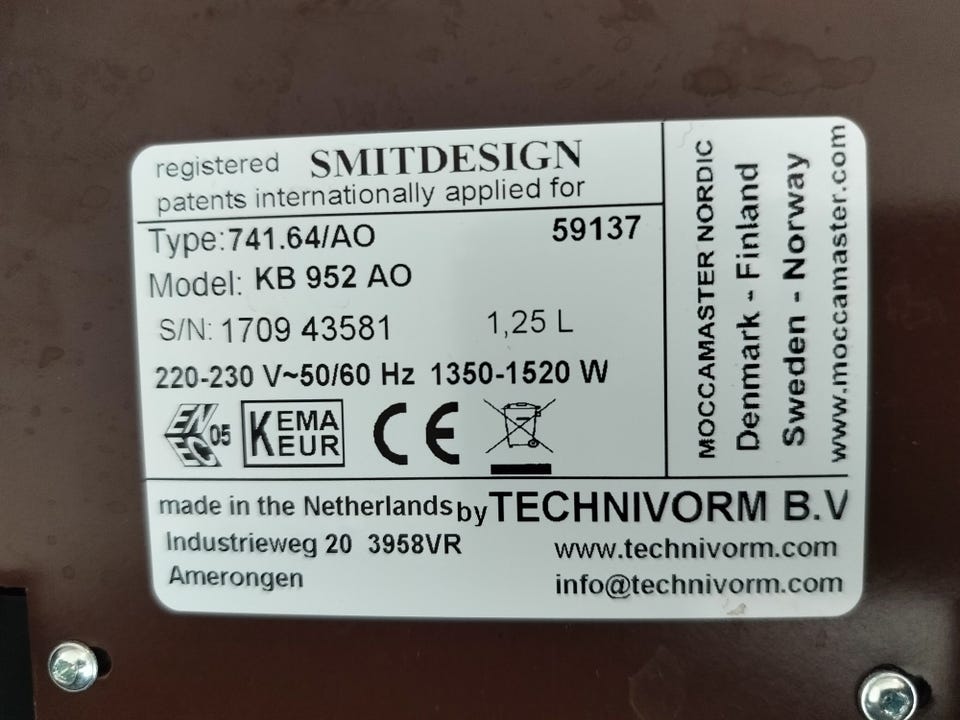 registered SMITDESIGN
patents internationally applied for
Type:741.64/AO 59137
Model: KB 952 AO
S/N: 1709 43581 1,25 L
220-230 V~50/60 Hz 1350-1520 W
ENEC 05 KEMA KEUR CE
made in the Netherlands by TECHNIVORM B.V
Industrieweg 20 3958VR www.technivorm.com
Amerongen info@technivorm.com
MOCCAMASTER NORDIC
Denmark - Finland
Sweden - Norway
www.moccamaster.com